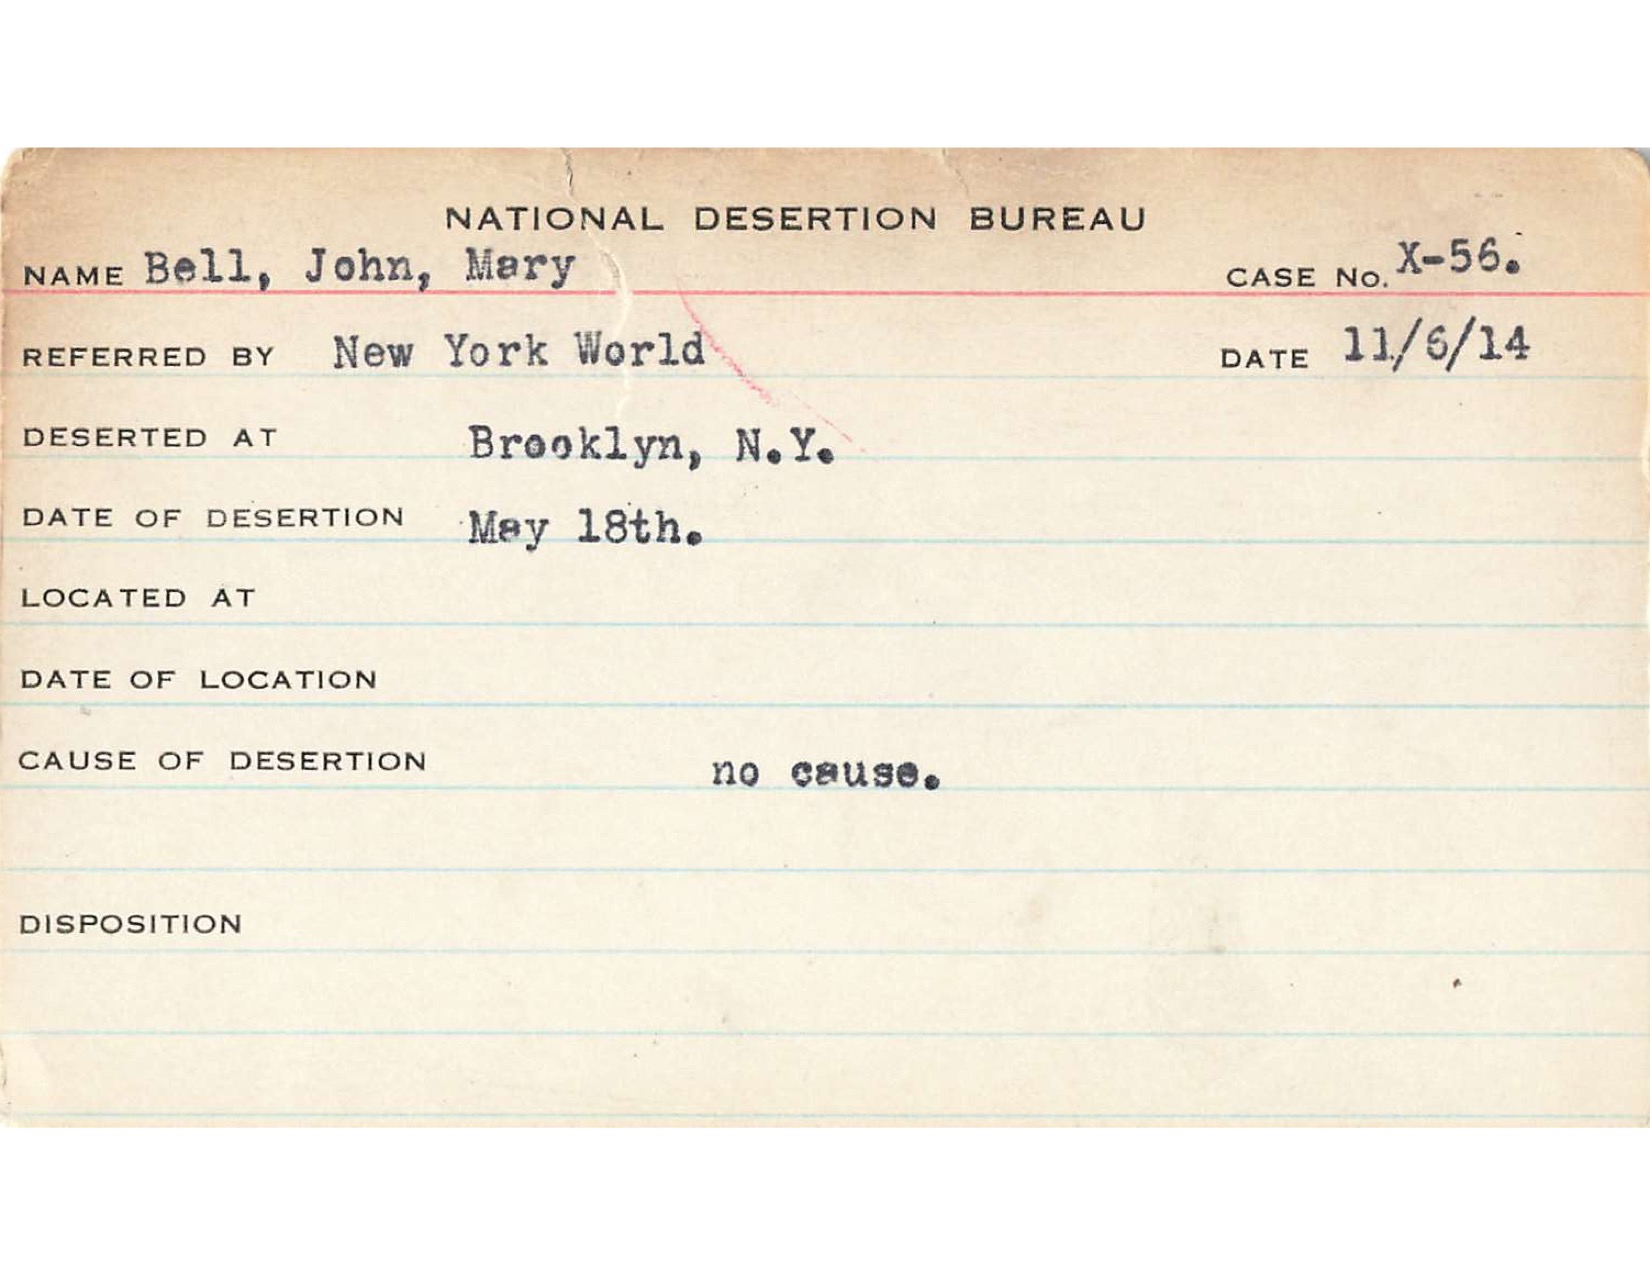 NATIONAL DESERTION BUREAU
NAME Bell, John, Mary CASE No. X-56.
REFERRED BY New York World DATE 11/6/14
DESERTED AT Brooklyn, N.Y.
DATE OF DESERTION May 18th.
LOCATED AT
DATE OF LOCATION
CAUSE OF DESERTION no cause.
DISPOSITION